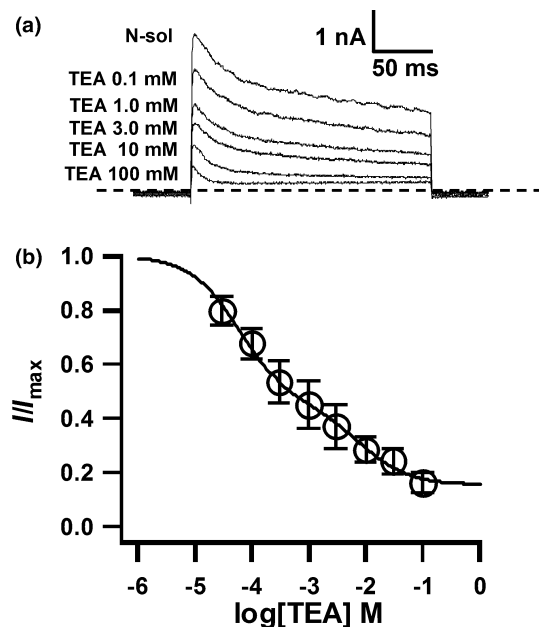 (a)
N-sol
TEA 0.1 mM
TEA 1.0 mM
TEA 3.0 mM
TEA 10 mM
TEA 100 mM
1 nA
50 ms
(b)
1.0
0.8
0.6
0.4
0.2
0.0
I/Imax
-6 -5 -4 -3 -2 -1 0
log[TEA] M